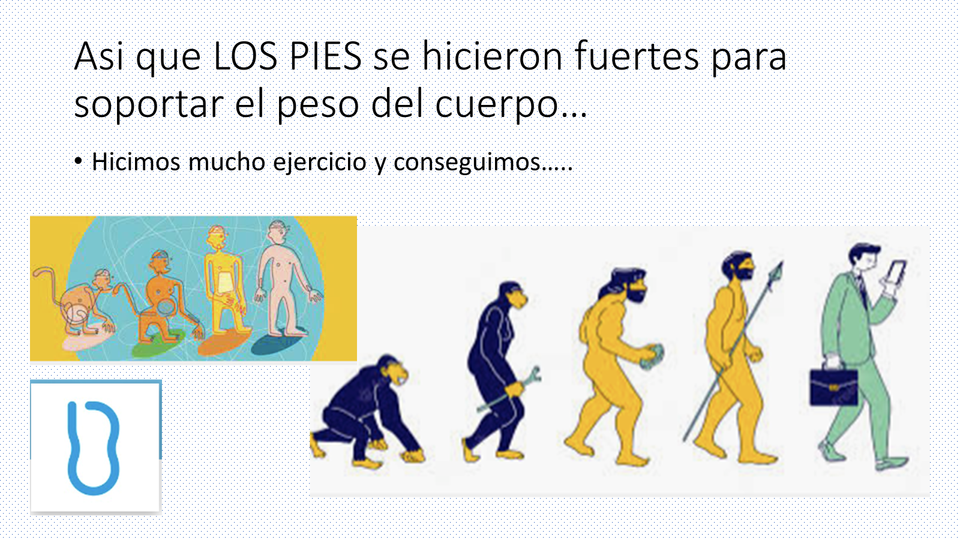 Asi que LOS PIES se hicieron fuertes para
soportar el peso del cuerpo…
• Hicimos mucho ejercicio y conseguimos…..